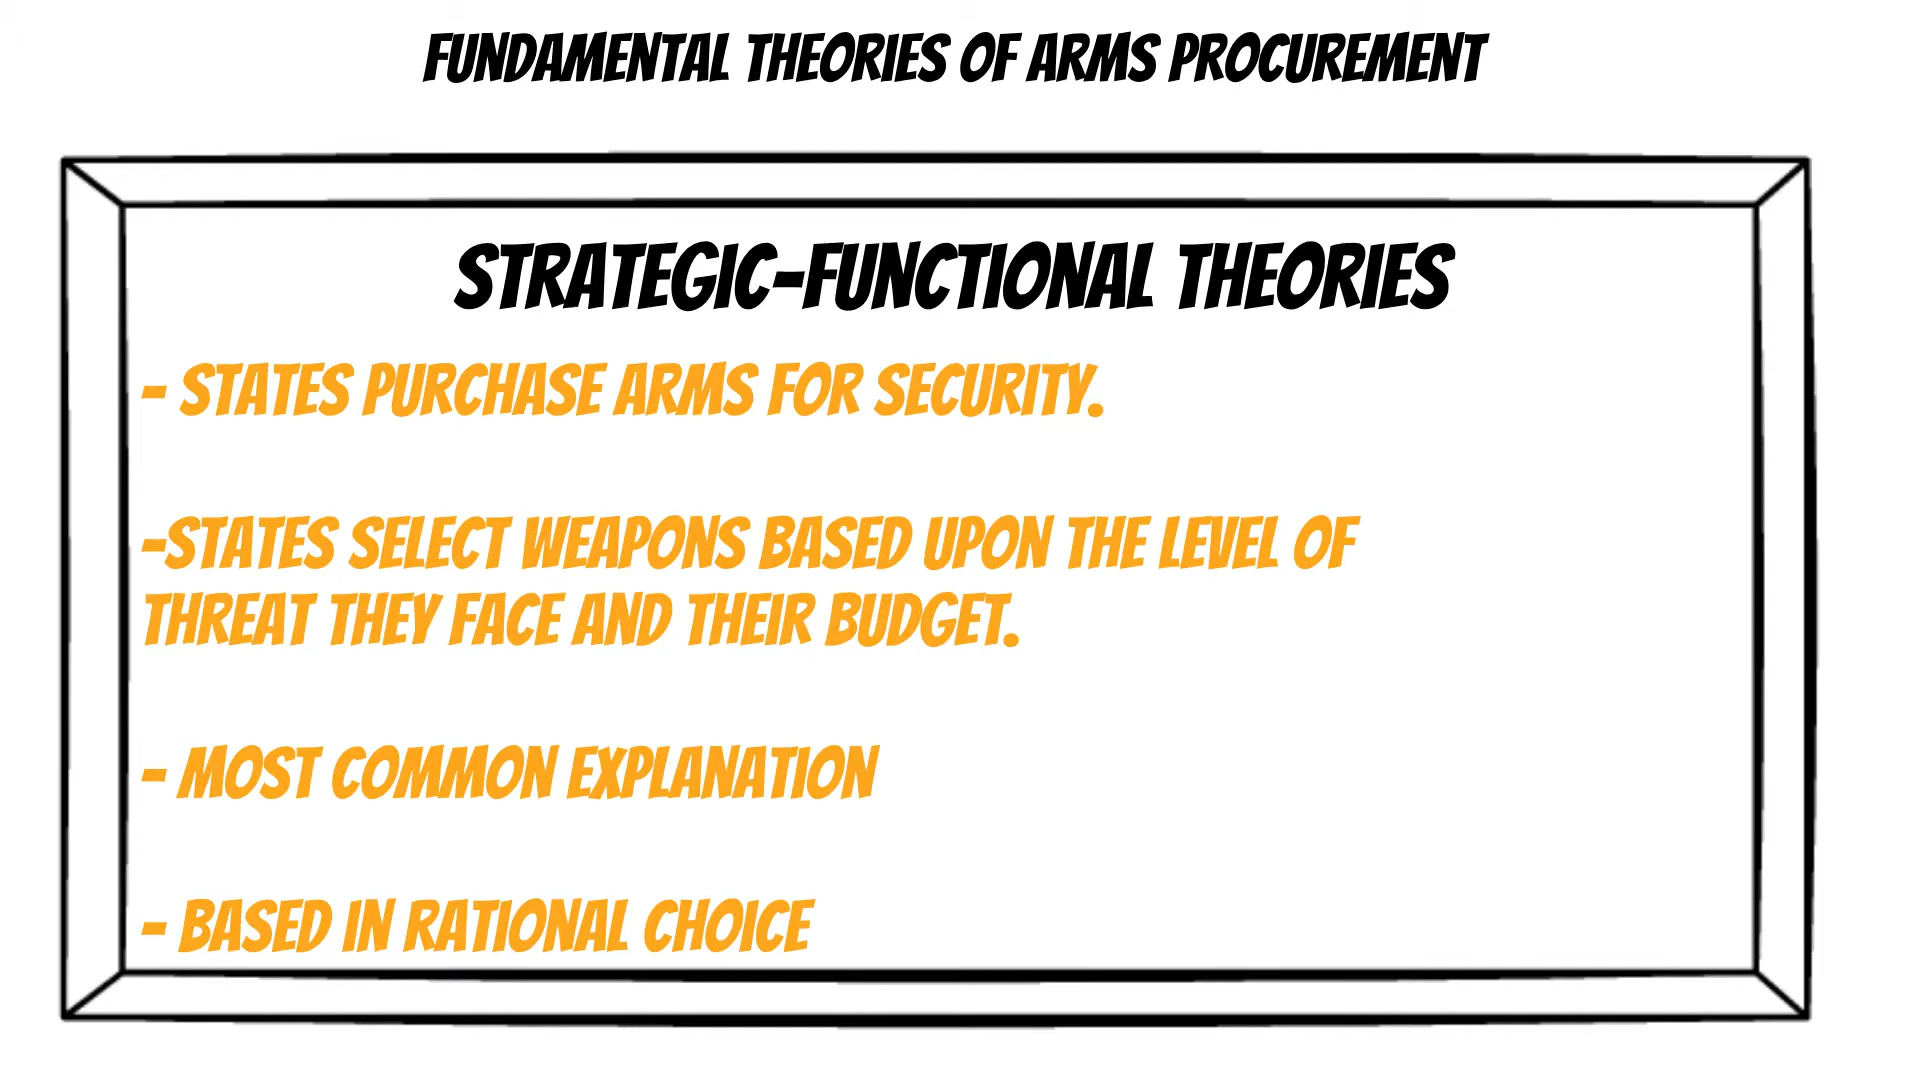 FUNDAMENTAL THEORIES OF ARMS PROCUREMENT
STRATEGIC-FUNCTIONAL THEORIES
- STATES PURCHASE ARMS FOR SECURITY.
-STATES SELECT WEAPONS BASED UPON THE LEVEL OF
THREAT THEY FACE AND THEIR BUDGET.
- MOST COMMON EXPLANATION
- BASED IN RATIONAL CHOICE